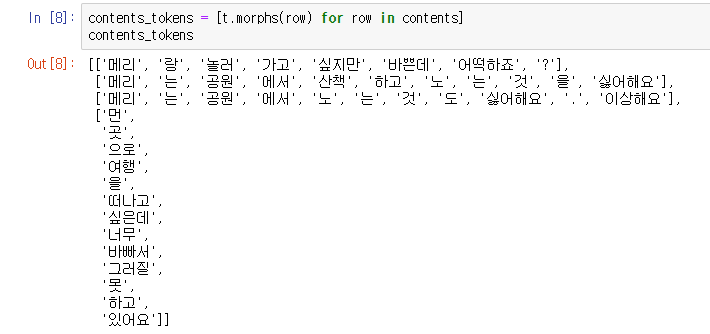 In [8]: contents_tokens = [t.morphs(row) for row in contents]
contents_tokens
Out[8]: [['메리', '랑', '놀러', '가고', '싶지만', '바쁜데', '어떡하죠', '?'],
['메리', '는', '공원', '에서', '산책', '하고', '노', '는', '것', '을', '싫어해요'],
['메리', '는', '공원', '에서', '노', '는', '것', '도', '싫어해요', '.', '이상해요'],
['먼',
'곳',
'으로',
'여행',
'을',
'떠나고',
'싶은데',
'너무',
'바빠서',
'그러질',
'못',
'하고',
'있어요']]